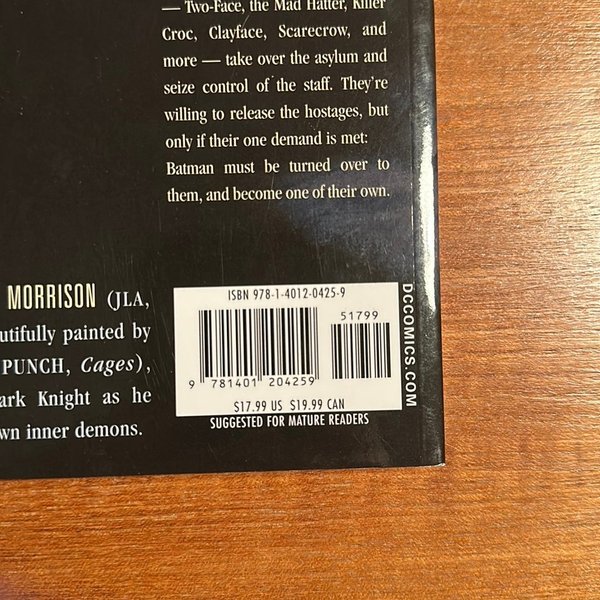 — Two-Face, the Mad Hatter, Killer
Croc, Clayface, Scarecrow, and
more — take over the asylum and
seize control of the staff. They're
willing to release the hostages, but
only if their one demand is met:
Batman must be turned over to
them, and become one of their own.
MORRISON (JLA,
utifully painted by
PUNCH, Cages),
ark Knight as he
wn inner demons.
ISBN 978-1-4012-0425-9
51799
9 781401 204259
$17.99 US $19.99 CAN
SUGGESTED FOR MATURE READERS
DCCOMICS.COM